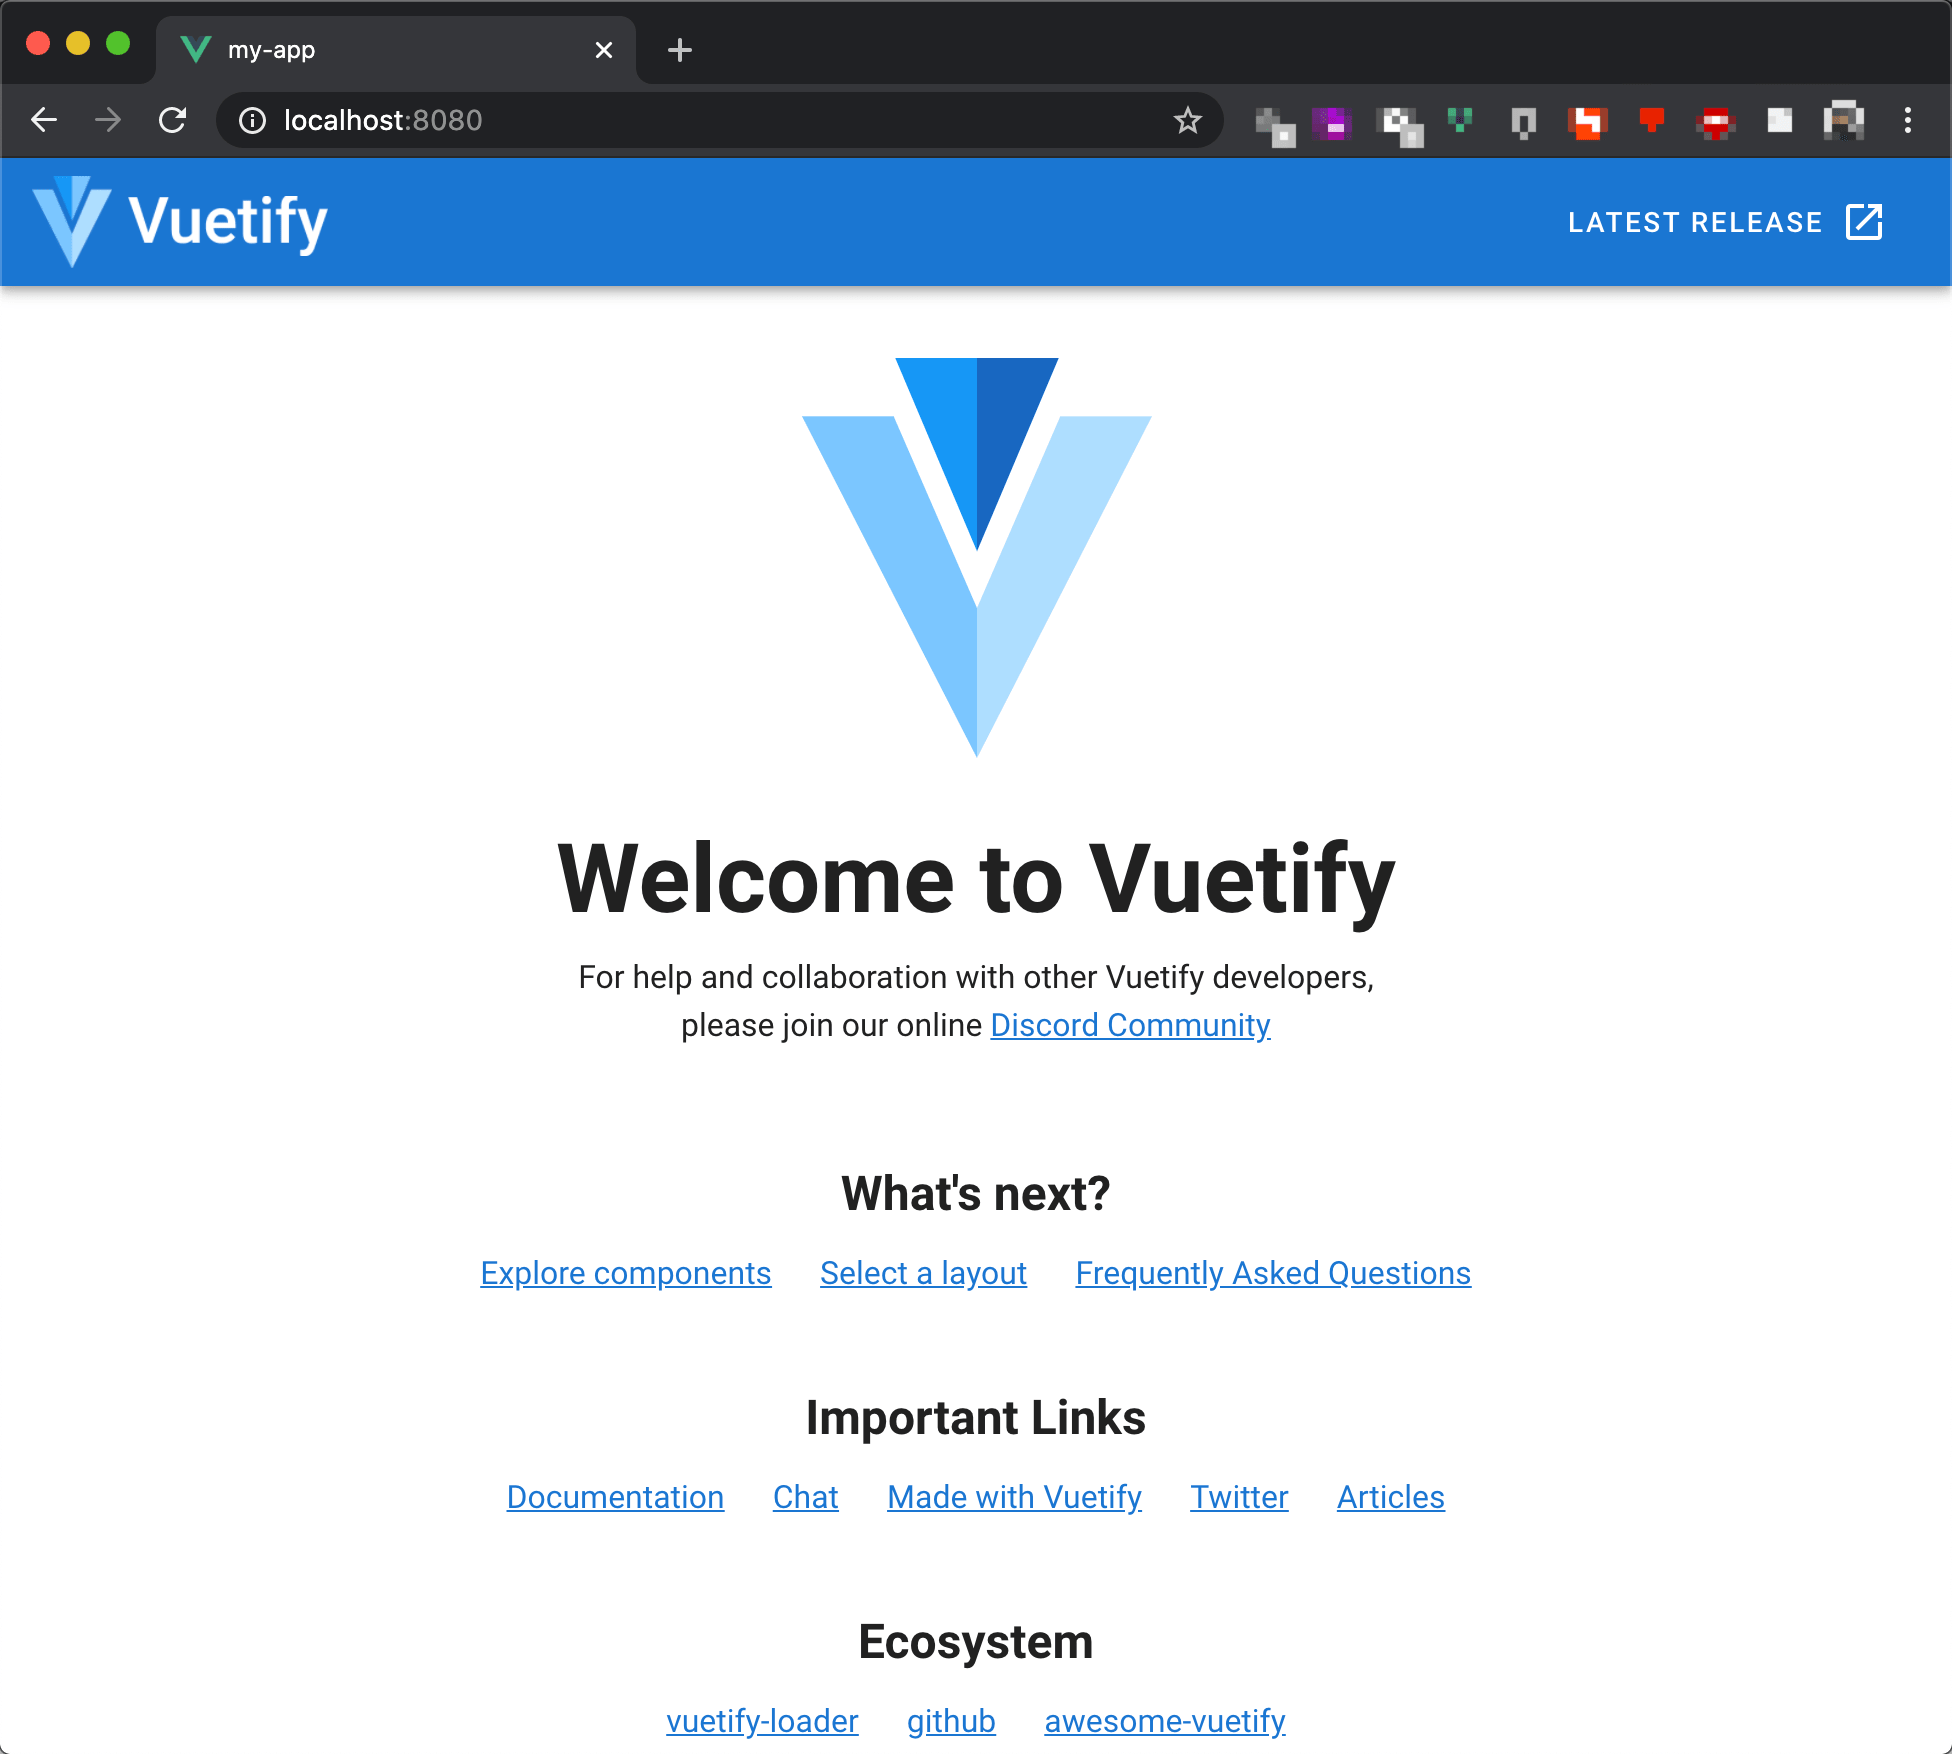 my-app
localhost:8080
Vuetify
LATEST RELEASE
Welcome to Vuetify
For help and collaboration with other Vuetify developers,
please join our online Discord Community
What's next?
Explore components Select a layout Frequently Asked Questions
Important Links
Documentation Chat Made with Vuetify Twitter Articles
Ecosystem
vuetify-loader github awesome-vuetify